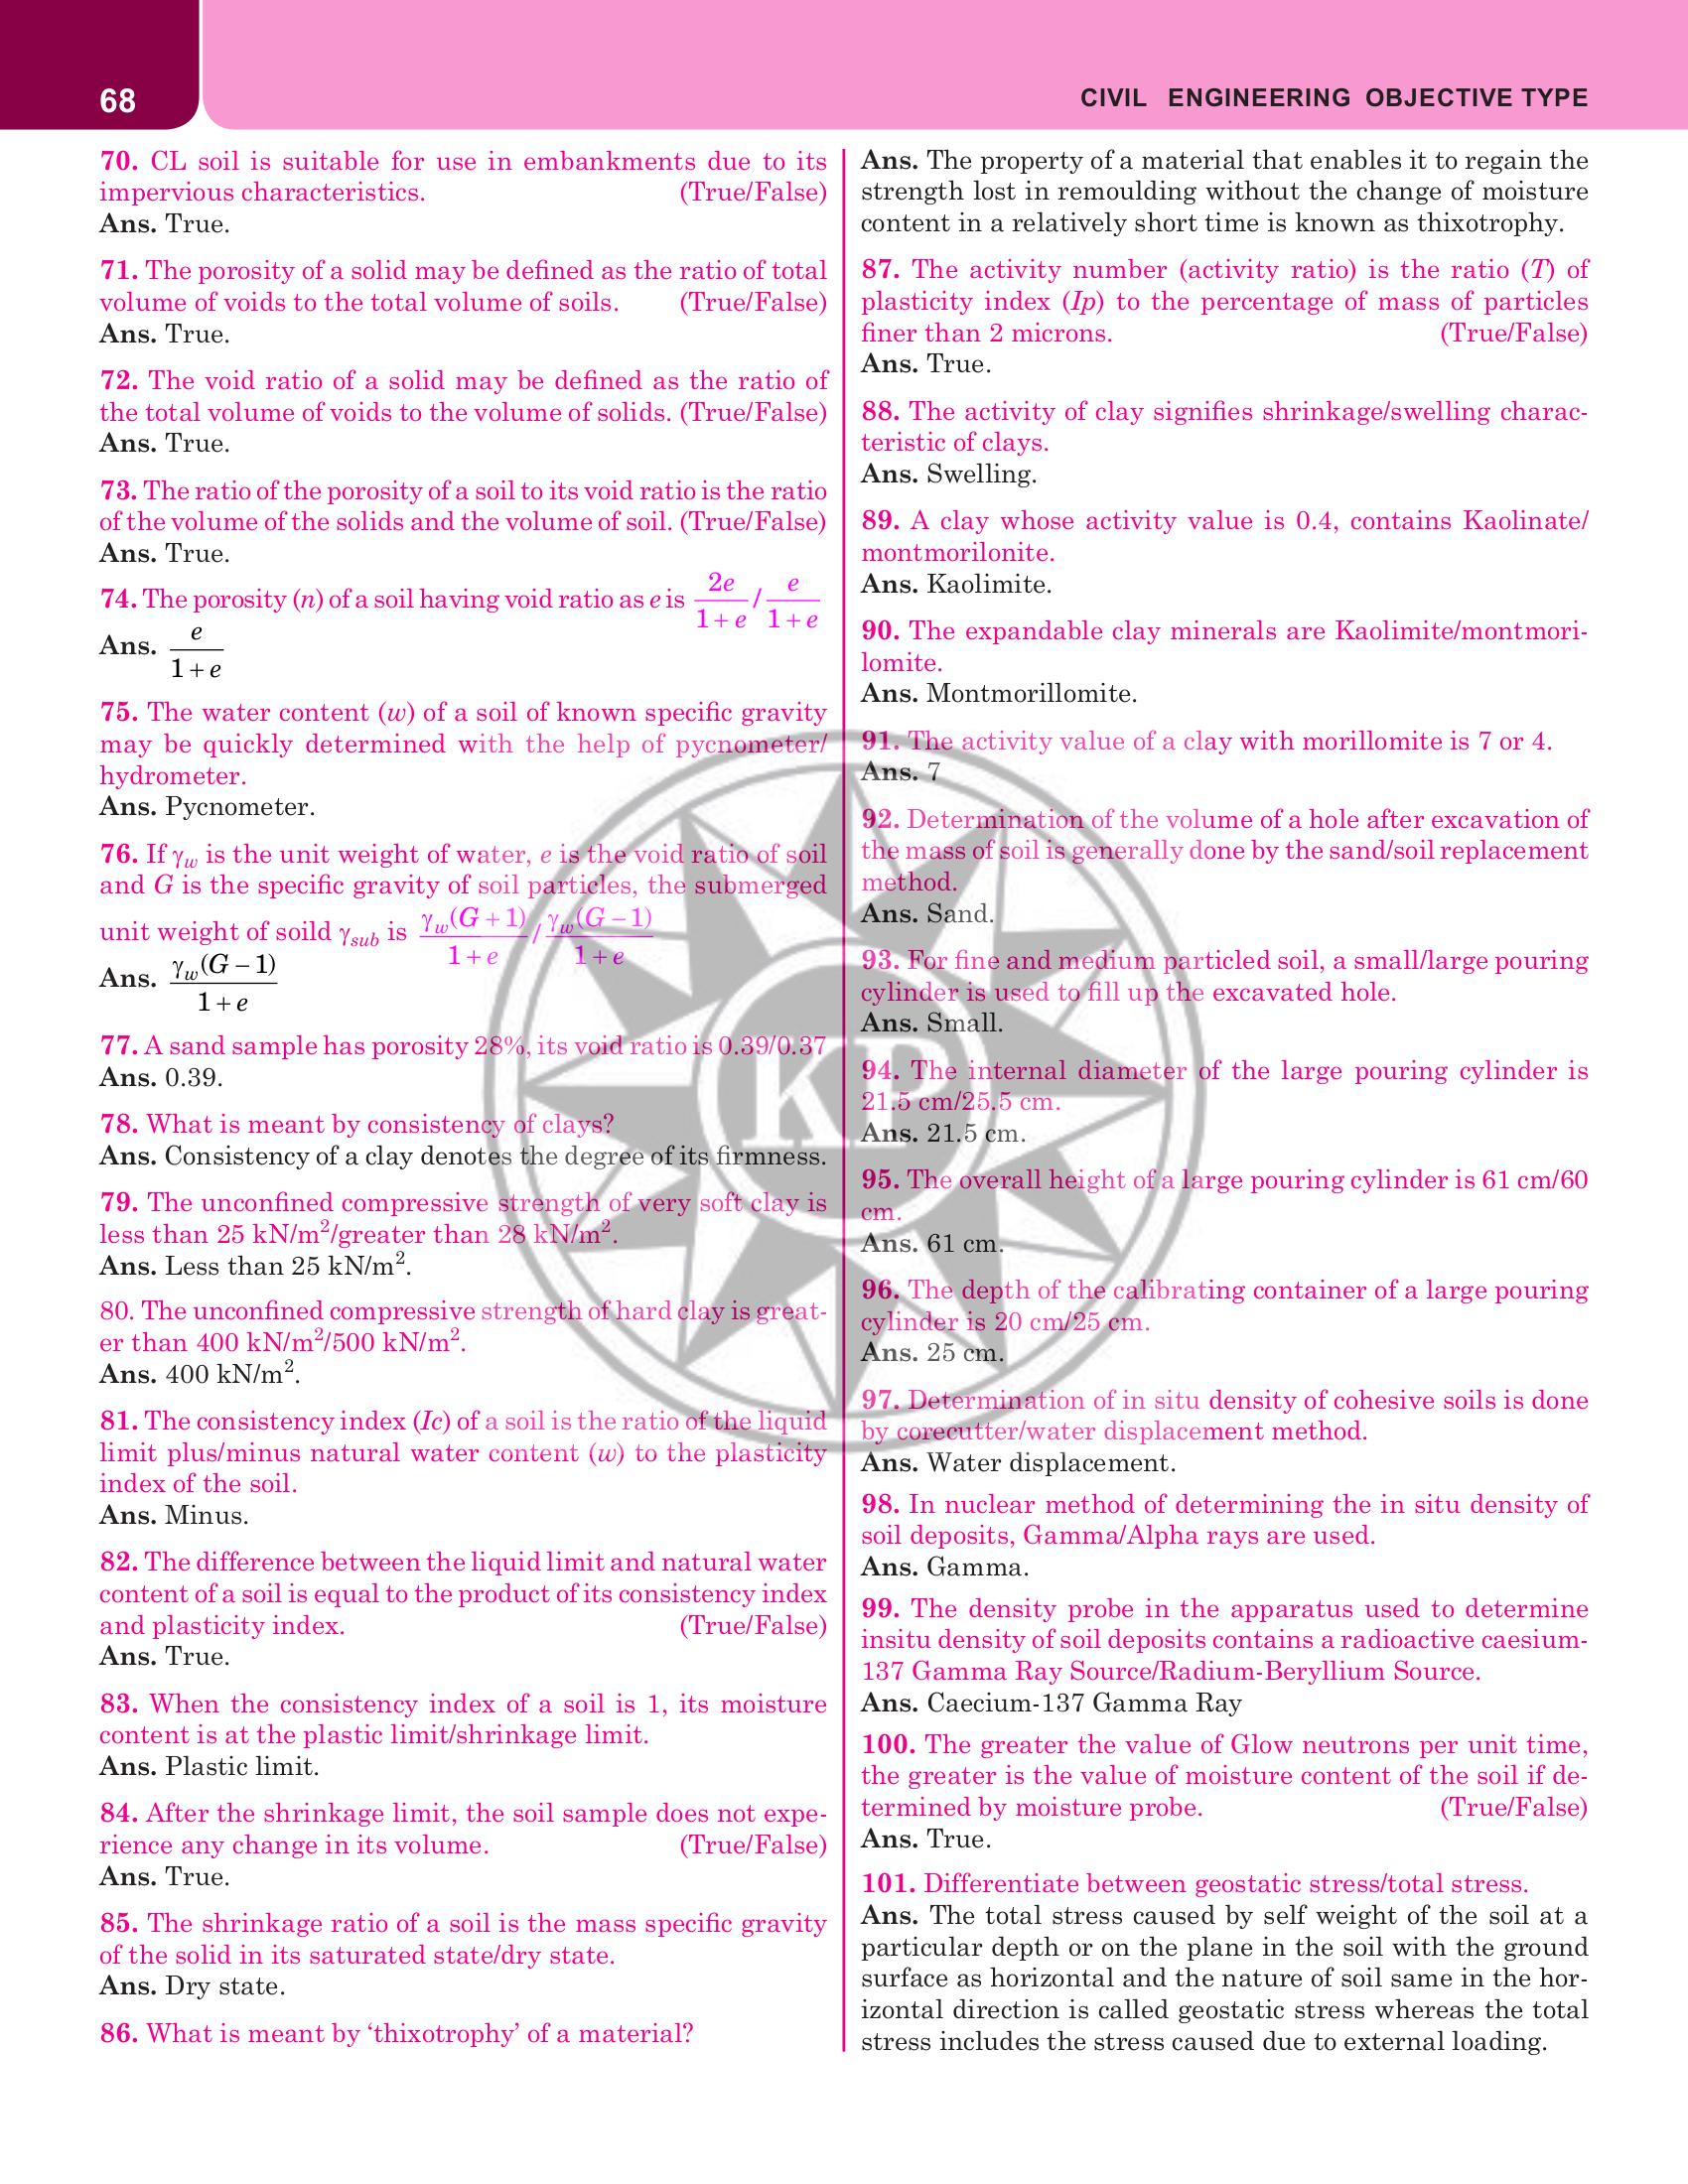 68
CIVIL ENGINEERING OBJECTIVE TYPE
70. CL soil is suitable for use in embankments due to its
impervious characteristics. (True/False)
Ans. True.
71. The porosity of a solid may be defined as the ratio of total
volume of voids to the total volume of soils. (True/False)
Ans. True.
72. The void ratio of a solid may be defined as the ratio of
the total volume of voids to the volume of solids. (True/False)
Ans. True.
73. The ratio of the porosity of a soil to its void ratio is the ratio
of the volume of the solids and the volume of soil. (True/False)
Ans. True.
74. The porosity (n) of a soil having void ratio as e is 2e/(1+e) / e/(1+e)
Ans. e/(1+e)
75. The water content (w) of a soil of known specific gravity
may be quickly determined with the help of pycnometer/
hydrometer.
Ans. Pycnometer.
76. If γw is the unit weight of water, e is the void ratio of soil
and G is the specific gravity of soil particles, the submerged
unit weight of soild γsub is γw(G+1)/(1+e) / γw(G−1)/(1+e)
Ans. γw(G−1)/(1+e)
77. A sand sample has porosity 28%, its void ratio is 0.39/0.37
Ans. 0.39.
78. What is meant by consistency of clays?
Ans. Consistency of a clay denotes the degree of its firmness.
79. The unconfined compressive strength of very soft clay is
less than 25 kN/m²/greater than 28 kN/m².
Ans. Less than 25 kN/m².
80. The unconfined compressive strength of hard clay is great-
er than 400 kN/m²/500 kN/m².
Ans. 400 kN/m².
81. The consistency index (Ic) of a soil is the ratio of the liquid
limit plus/minus natural water content (w) to the plasticity
index of the soil.
Ans. Minus.
82. The difference between the liquid limit and natural water
content of a soil is equal to the product of its consistency index
and plasticity index. (True/False)
Ans. True.
83. When the consistency index of a soil is 1, its moisture
content is at the plastic limit/shrinkage limit.
Ans. Plastic limit.
84. After the shrinkage limit, the soil sample does not expe-
rience any change in its volume. (True/False)
Ans. True.
85. The shrinkage ratio of a soil is the mass specific gravity
of the solid in its saturated state/dry state.
Ans. Dry state.
86. What is meant by ‘thixotrophy’ of a material?
Ans. The property of a material that enables it to regain the
strength lost in remoulding without the change of moisture
content in a relatively short time is known as thixotrophy.
87. The activity number (activity ratio) is the ratio (T) of
plasticity index (Ip) to the percentage of mass of particles
finer than 2 microns. (True/False)
Ans. True.
88. The activity of clay signifies shrinkage/swelling charac-
teristic of clays.
Ans. Swelling.
89. A clay whose activity value is 0.4, contains Kaolinate/
montmorilonite.
Ans. Kaolimite.
90. The expandable clay minerals are Kaolimite/montmori-
lomite.
Ans. Montmorillomite.
91. The activity value of a clay with morillomite is 7 or 4.
Ans. 7
92. Determination of the volume of a hole after excavation of
the mass of soil is generally done by the sand/soil replacement
method.
Ans. Sand.
93. For fine and medium particled soil, a small/large pouring
cylinder is used to fill up the excavated hole.
Ans. Small.
94. The internal diameter of the large pouring cylinder is
21.5 cm/25.5 cm.
Ans. 21.5 cm.
95. The overall height of a large pouring cylinder is 61 cm/60
cm.
Ans. 61 cm.
96. The depth of the calibrating container of a large pouring
cylinder is 20 cm/25 cm.
Ans. 25 cm.
97. Determination of in situ density of cohesive soils is done
by corecutter/water displacement method.
Ans. Water displacement.
98. In nuclear method of determining the in situ density of
soil deposits, Gamma/Alpha rays are used.
Ans. Gamma.
99. The density probe in the apparatus used to determine
insitu density of soil deposits contains a radioactive caesium-
137 Gamma Ray Source/Radium-Beryllium Source.
Ans. Caecium-137 Gamma Ray
100. The greater the value of Glow neutrons per unit time,
the greater is the value of moisture content of the soil if de-
termined by moisture probe. (True/False)
Ans. True.
101. Differentiate between geostatic stress/total stress.
Ans. The total stress caused by self weight of the soil at a
particular depth or on the plane in the soil with the ground
surface as horizontal and the nature of soil same in the hor-
izontal direction is called geostatic stress whereas the total
stress includes the stress caused due to external loading.
KP